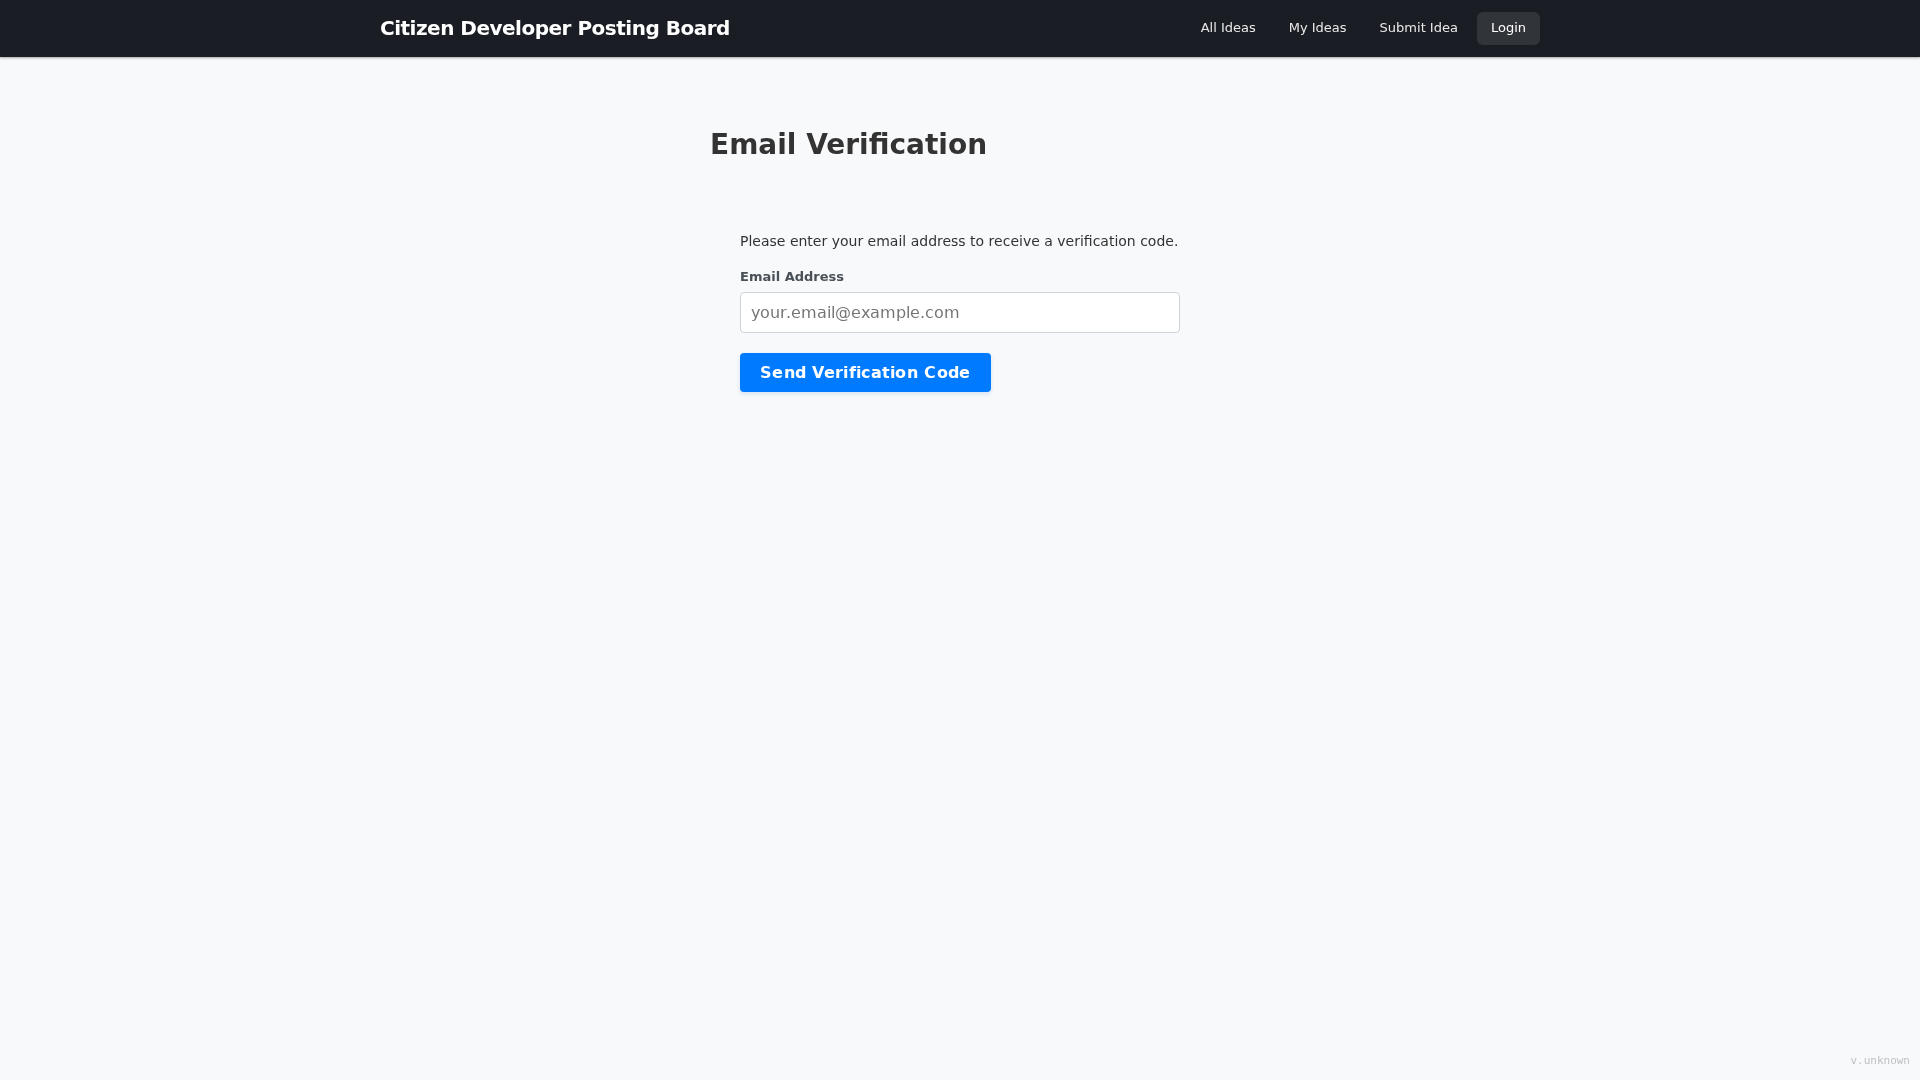 Citizen Developer Posting Board
All Ideas
My Ideas
Submit Idea
Login
Email Verification
Please enter your email address to receive a verification code.
Email Address
your.email@example.com
Send Verification Code
v.unknown